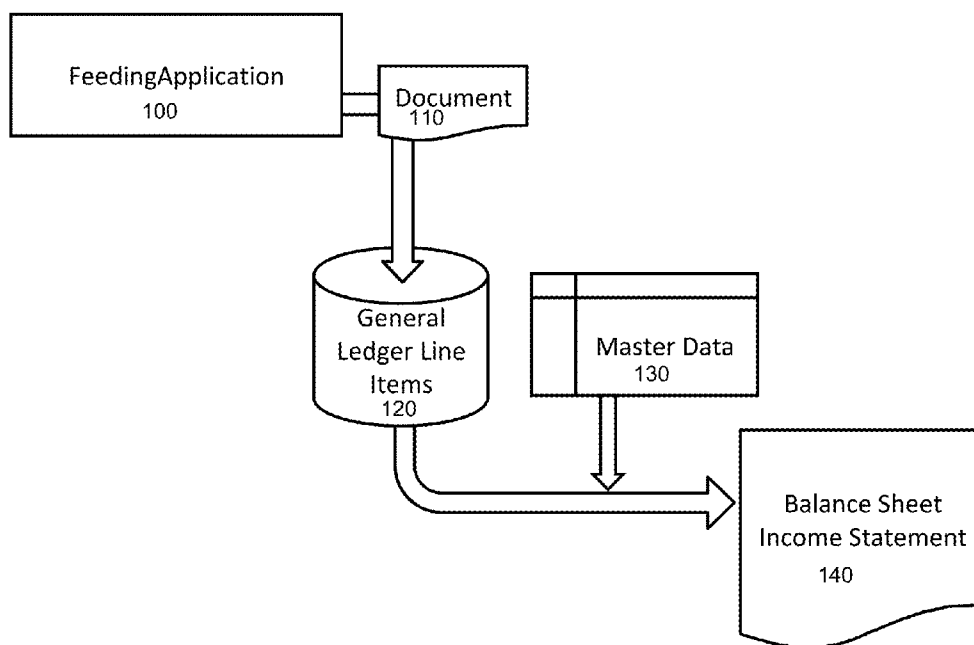 FeedingApplication
100
Document
110
General
Ledger Line
Items
120
Master Data
130
Balance Sheet
Income Statement
140